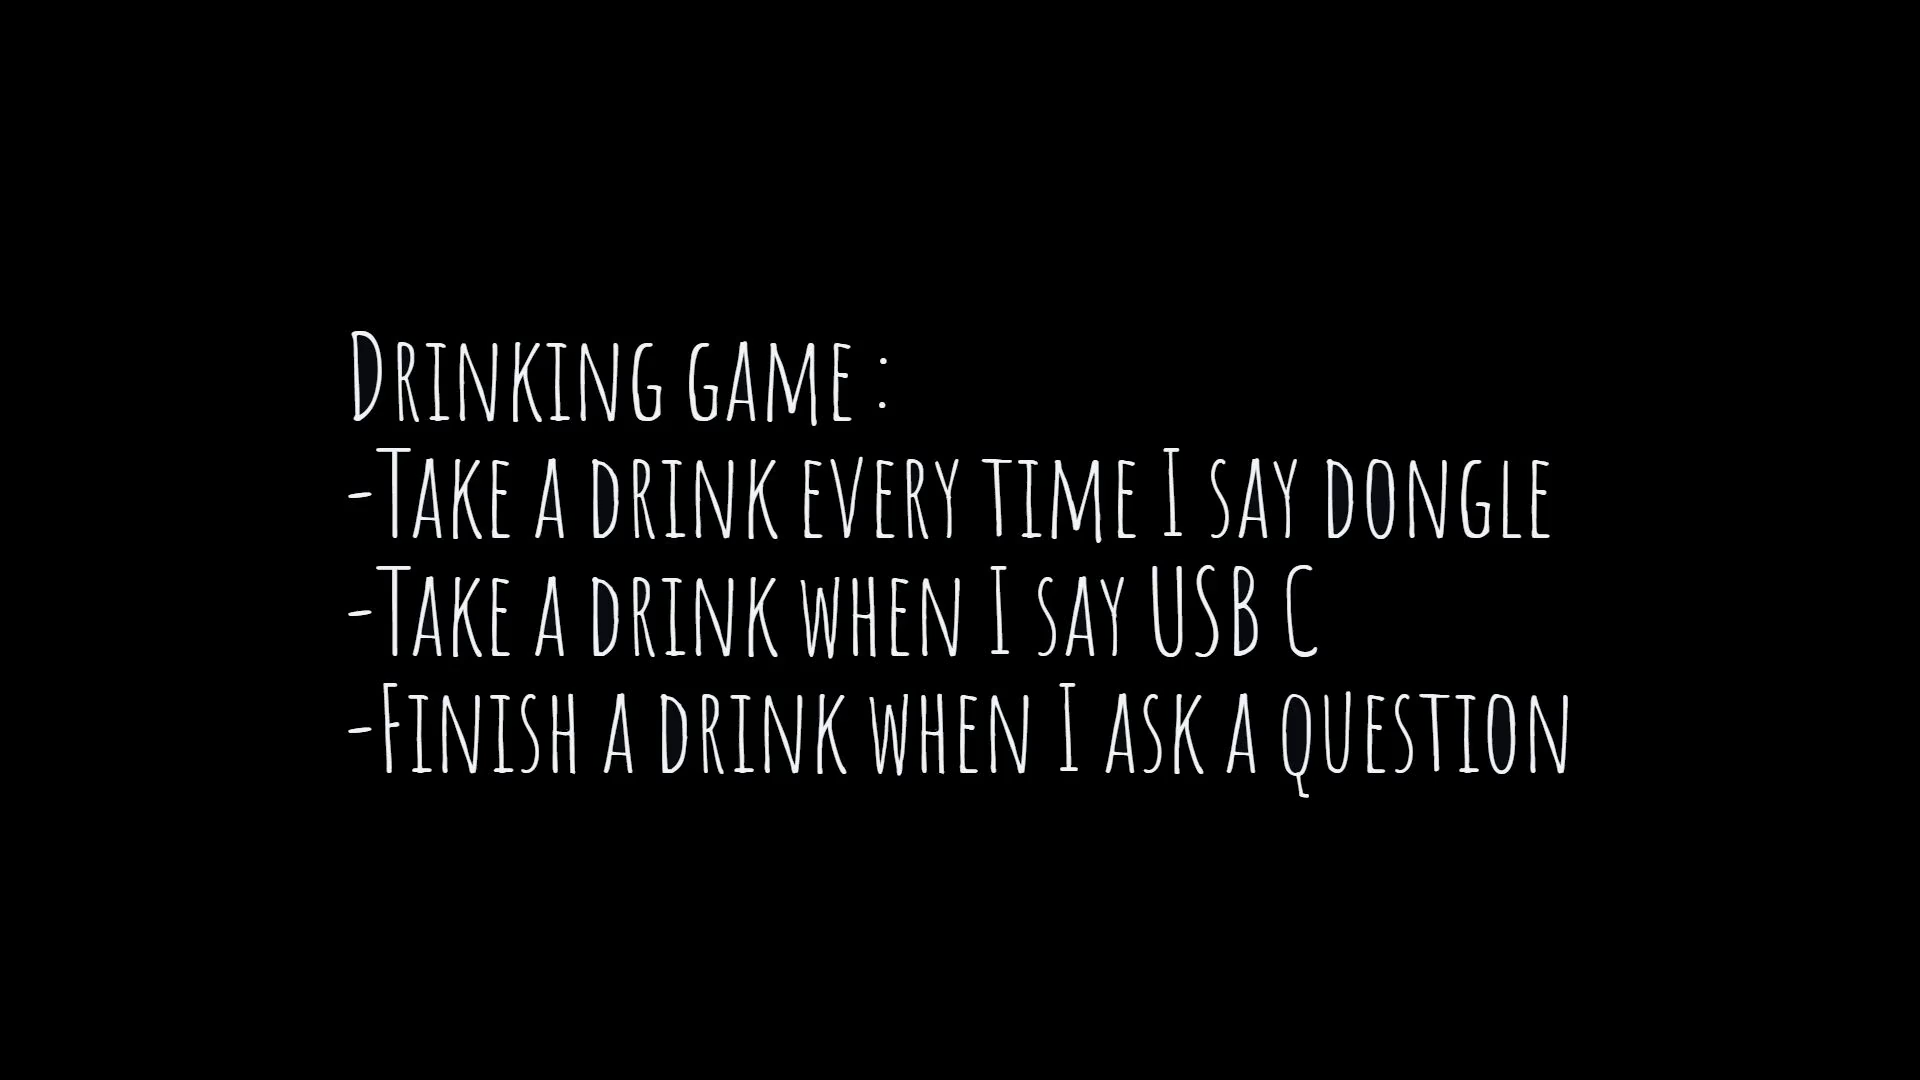 Drinking game :
-Take a drink every time I say dongle
-Take a drink when I say USB C
-Finish a drink when I ask a question